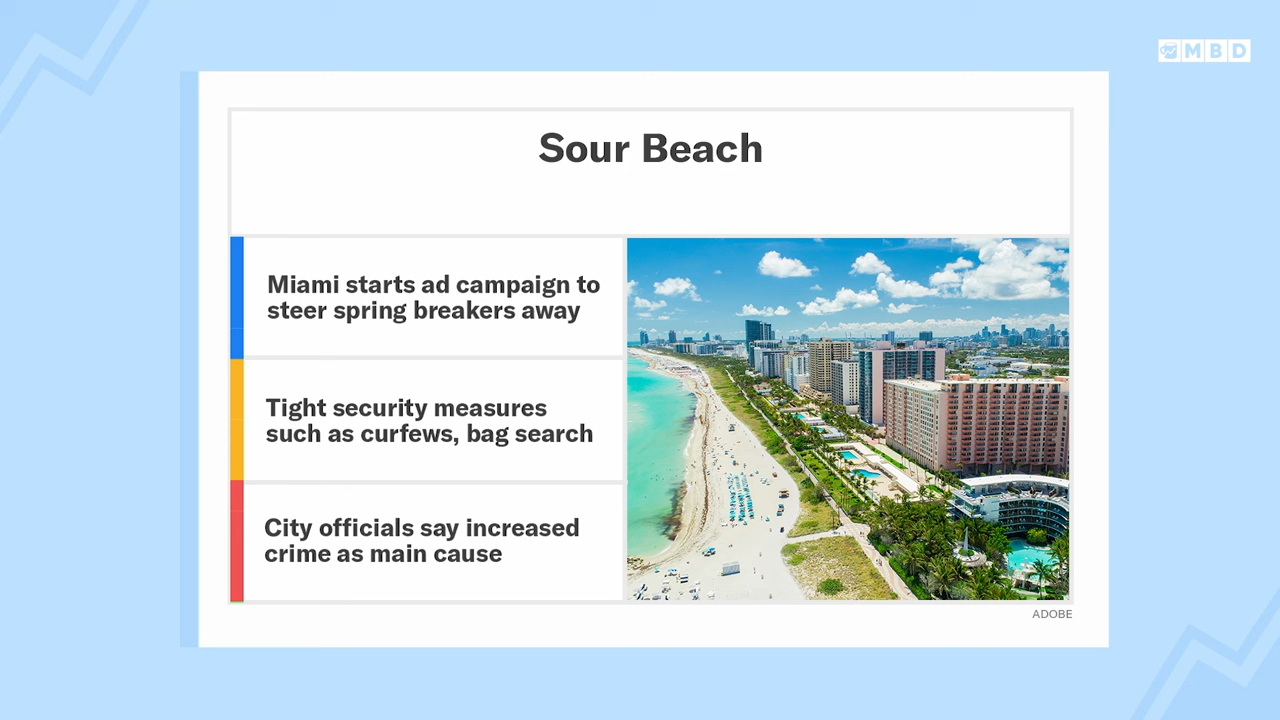 MBD
Sour Beach
Miami starts ad campaign to
steer spring breakers away
Tight security measures
such as curfews, bag search
City officials say increased
crime as main cause
ADOBE